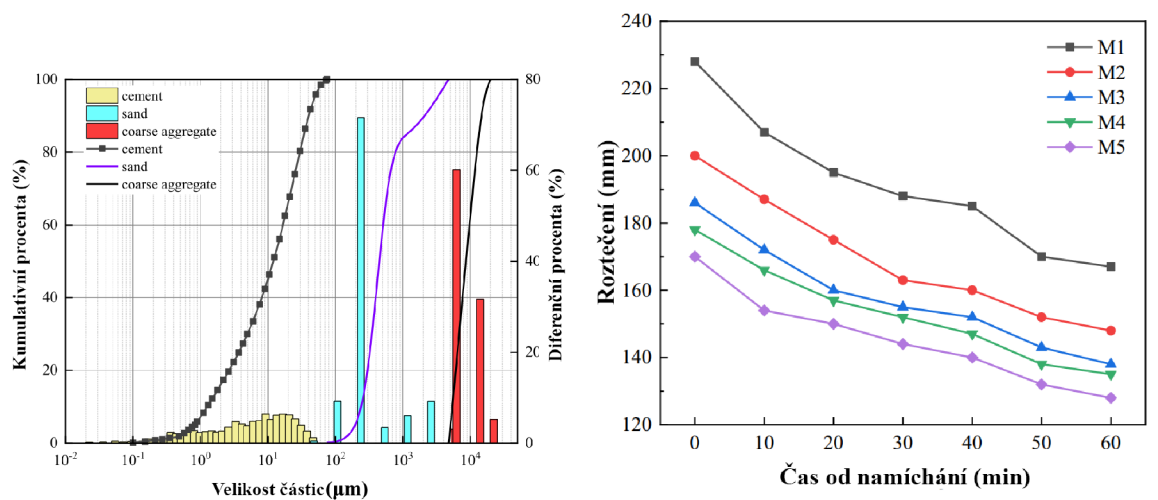 Kumulativní procenta (%)
100
80
60
40
20
0
cement
sand
coarse aggregate
cement
sand
coarse aggregate
80
60
40
20
0
Diferenční procenta (%)
10⁻² 10⁻¹ 10⁰ 10¹ 10² 10³ 10⁴
Velikost částic(µm)
Roztečení (mm)
240
220
200
180
160
140
120
M1
M2
M3
M4
M5
0 10 20 30 40 50 60
Čas od namíchání (min)